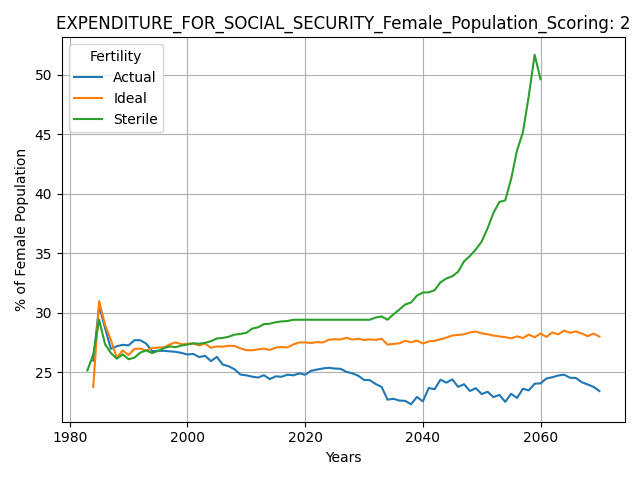 EXPENDITURE_FOR_SOCIAL_SECURITY_Female_Population_Scoring: 2
Fertility
Actual
Ideal
Sterile
% of Female Population
50
45
40
35
30
25
1980
2000
2020
2040
2060
Years